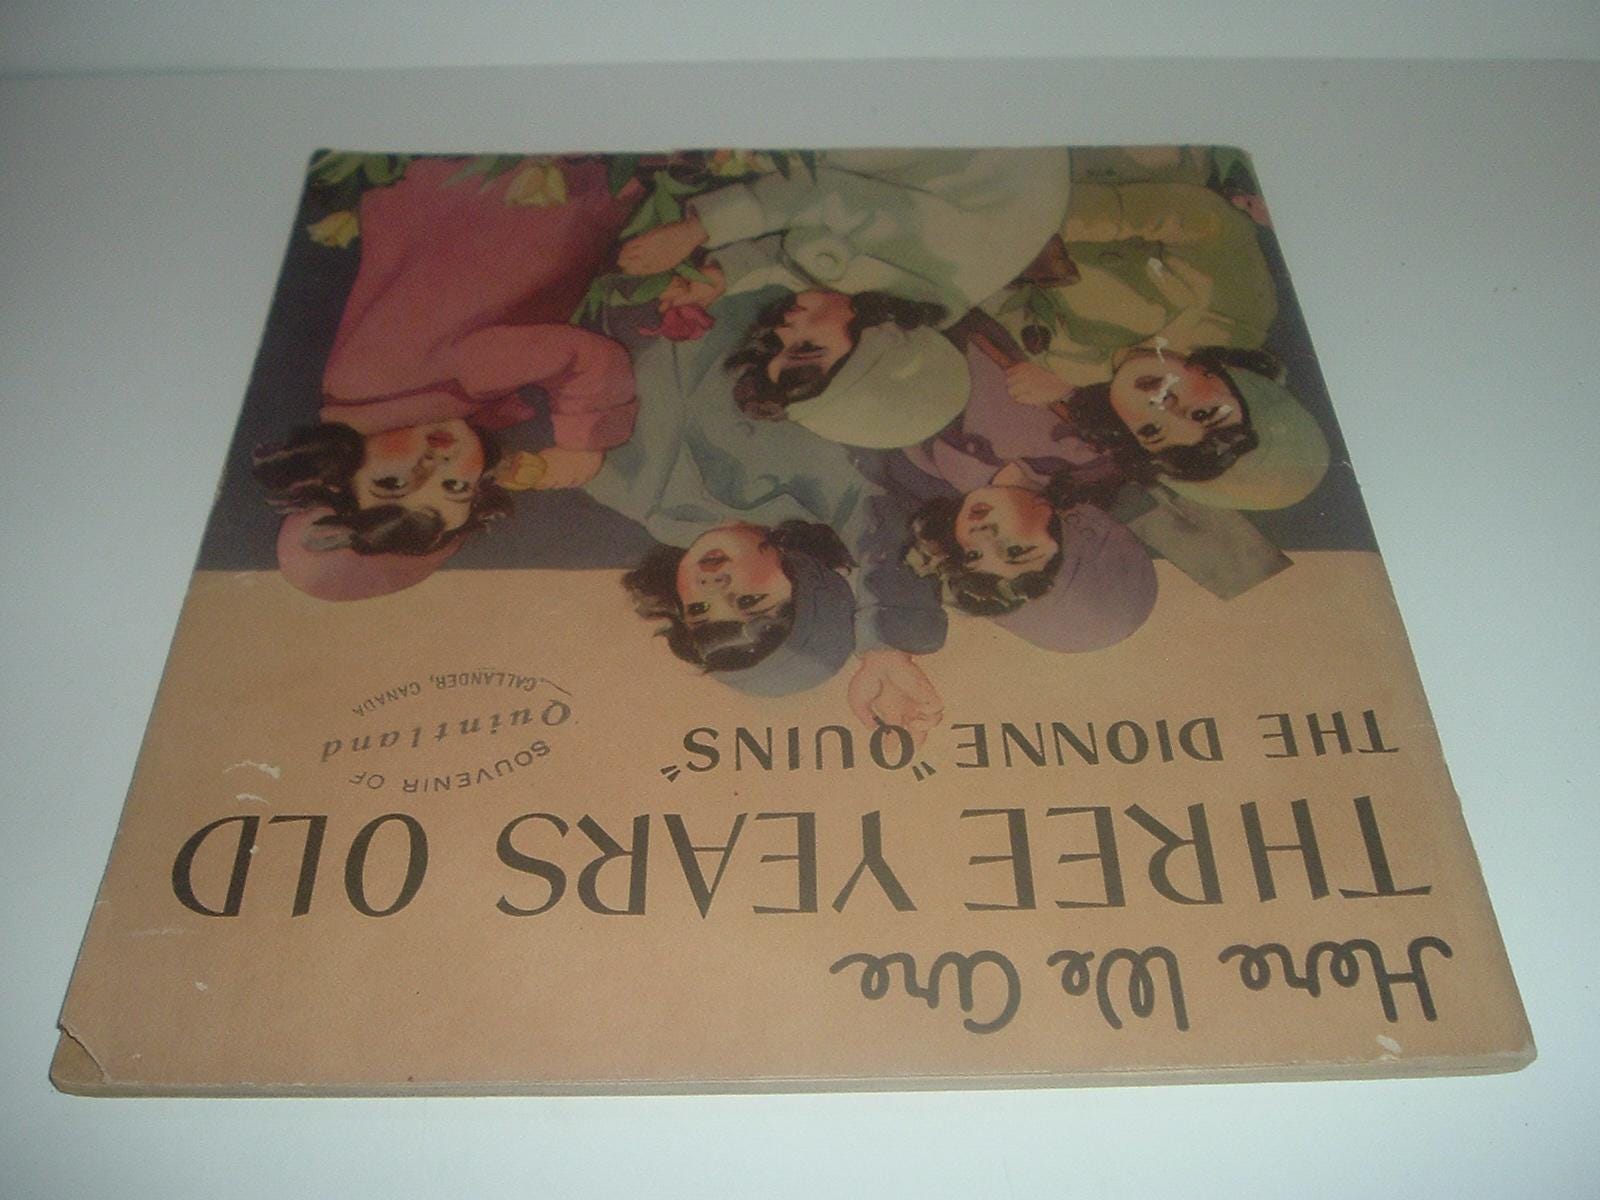 Here We Are
THREE YEARS OLD
THE DIONNE "QUINS"
SOUVENIR OF
Quintland
CALLANDER, CANADA